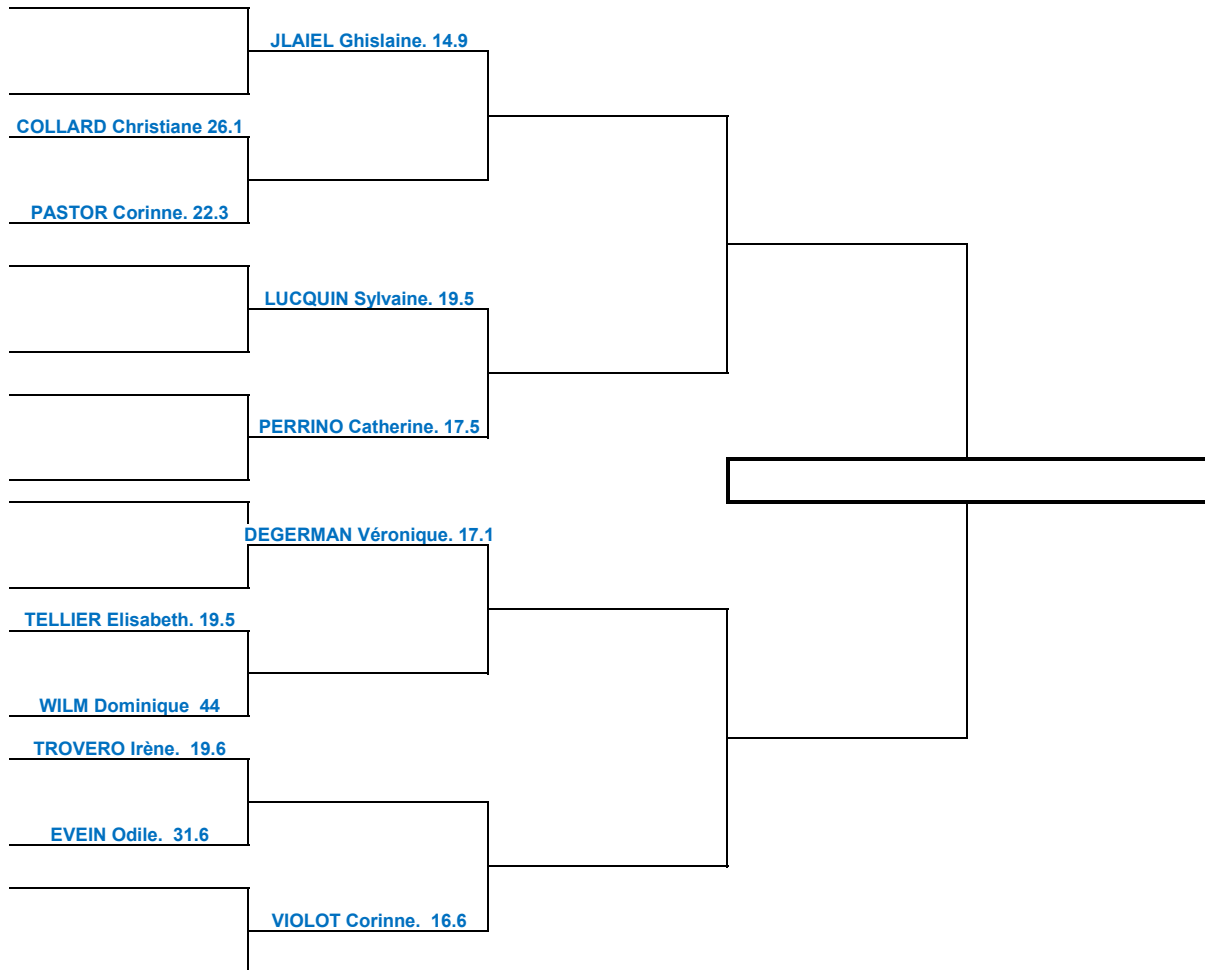 JLAIEL Ghislaine. 14.9
COLLARD Christiane 26.1
PASTOR Corinne. 22.3
LUCQUIN Sylvaine. 19.5
PERRINO Catherine. 17.5
DEGERMAN Véronique. 17.1
TELLIER Elisabeth. 19.5
WILM Dominique 44
TROVERO Irène. 19.6
EVEIN Odile. 31.6
VIOLOT Corinne. 16.6